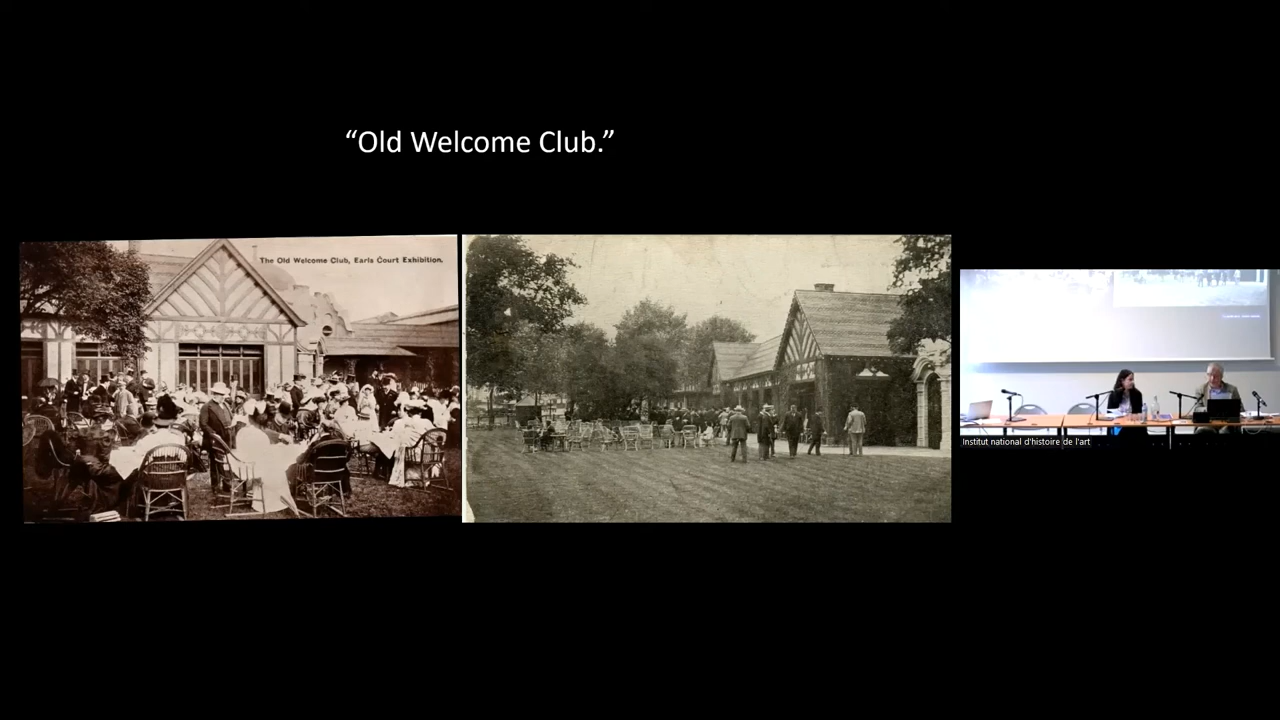 “Old Welcome Club.”
The Old Welcome Club, Earls Court Exhibition.
Institut national d'histoire de l'art